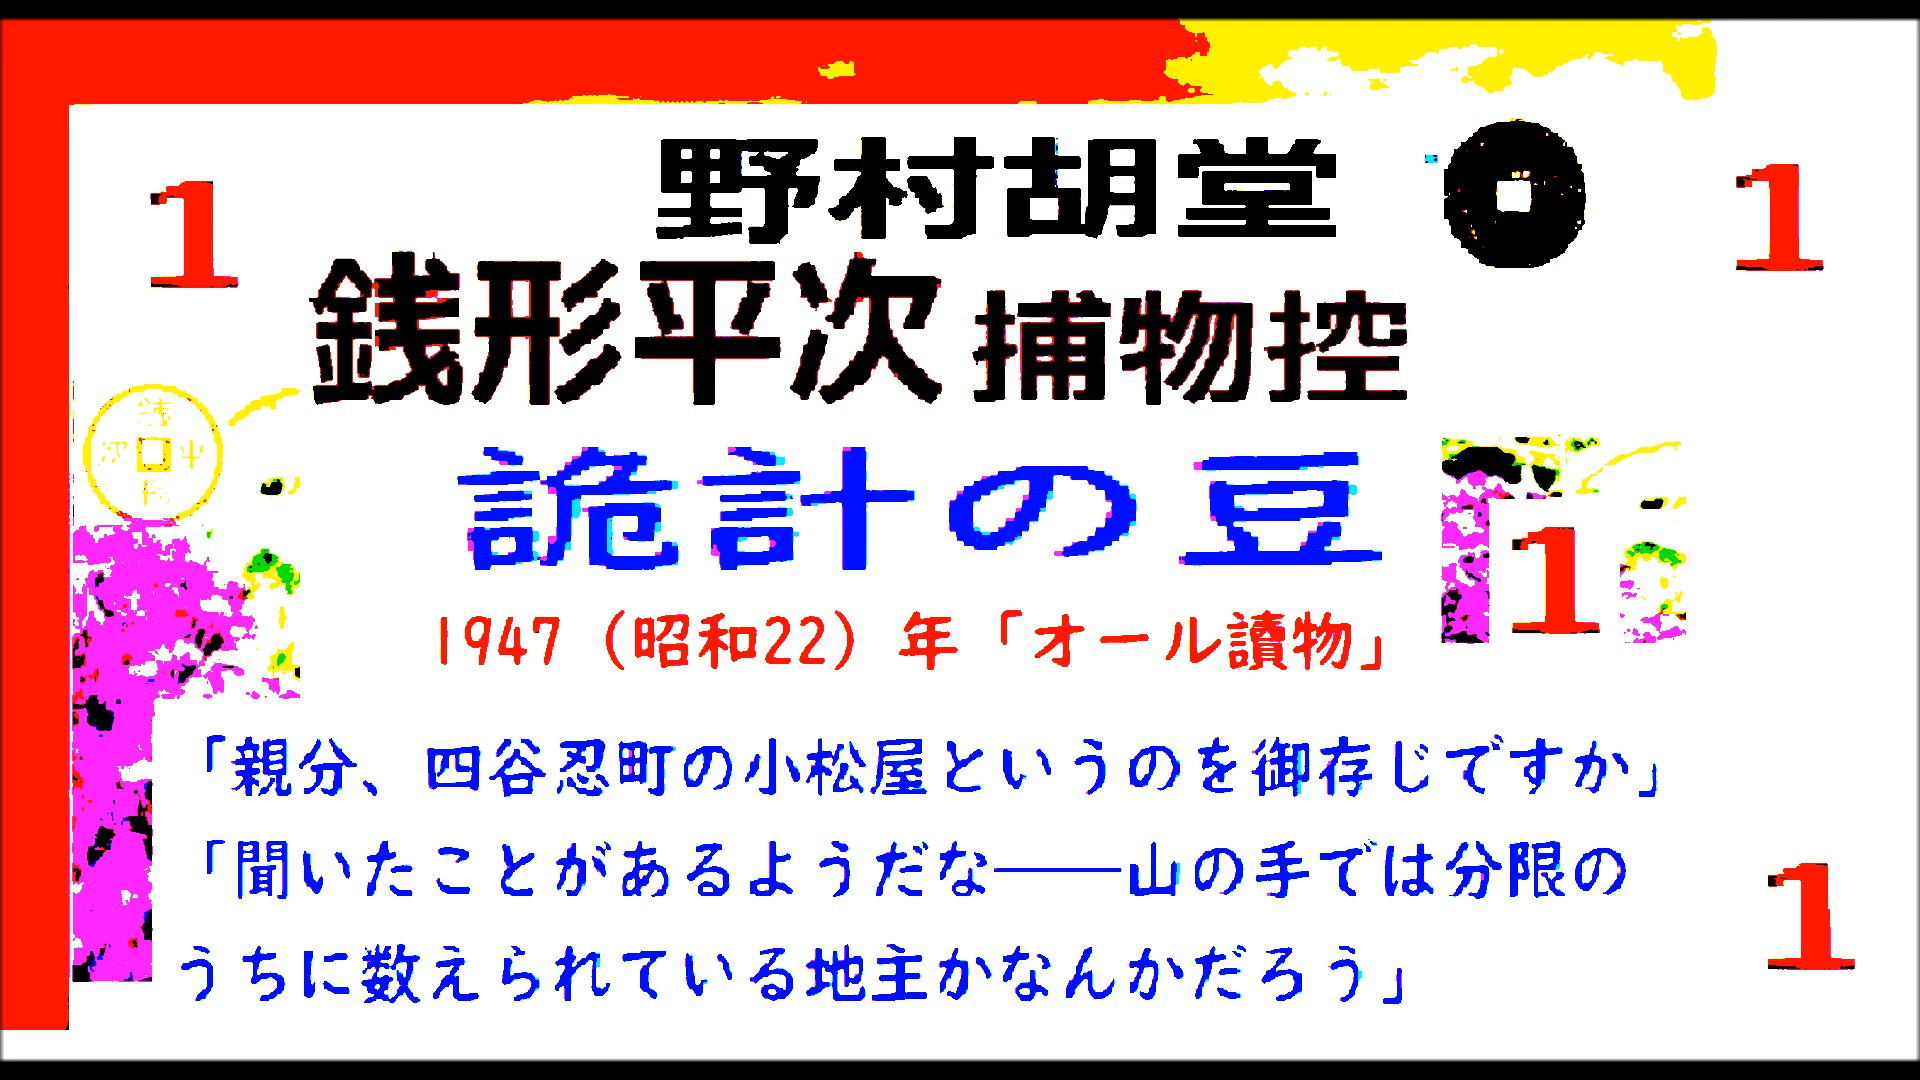 野村胡堂
1
1
銭形平次 捕物控
詭計の豆
1
1947（昭和22）年「オール讀物」
「親分、四谷忍町の小松屋というのを御存じですか」
「聞いたことがあるようだな――山の手では分限の
うちに数えられている地主かなんかだろう」
1